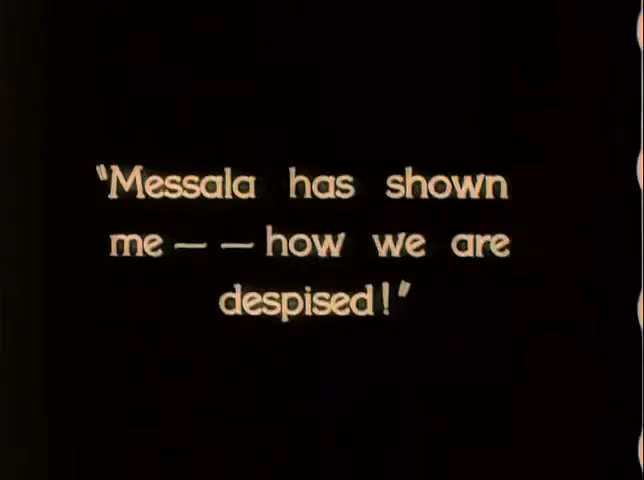 "Messala has shown
me — — how we are
despised!"